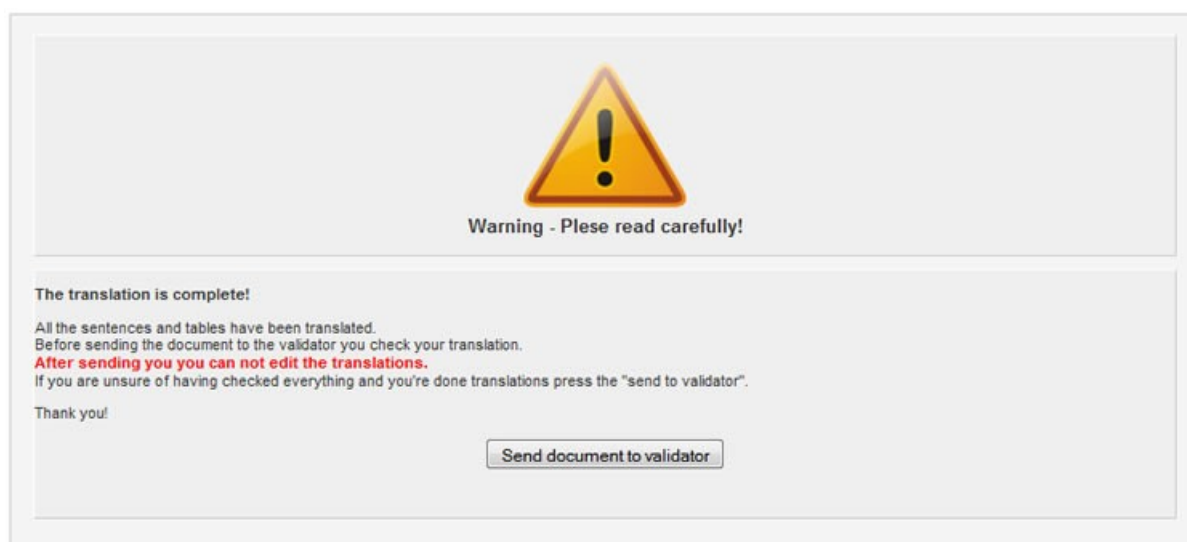 Warning - Plese read carefully!
The translation is complete!
All the sentences and tables have been translated.
Before sending the document to the validator you check your translation.
After sending you you can not edit the translations.
If you are unsure of having checked everything and you're done translations press the "send to validator".
Thank you!
Send document to validator